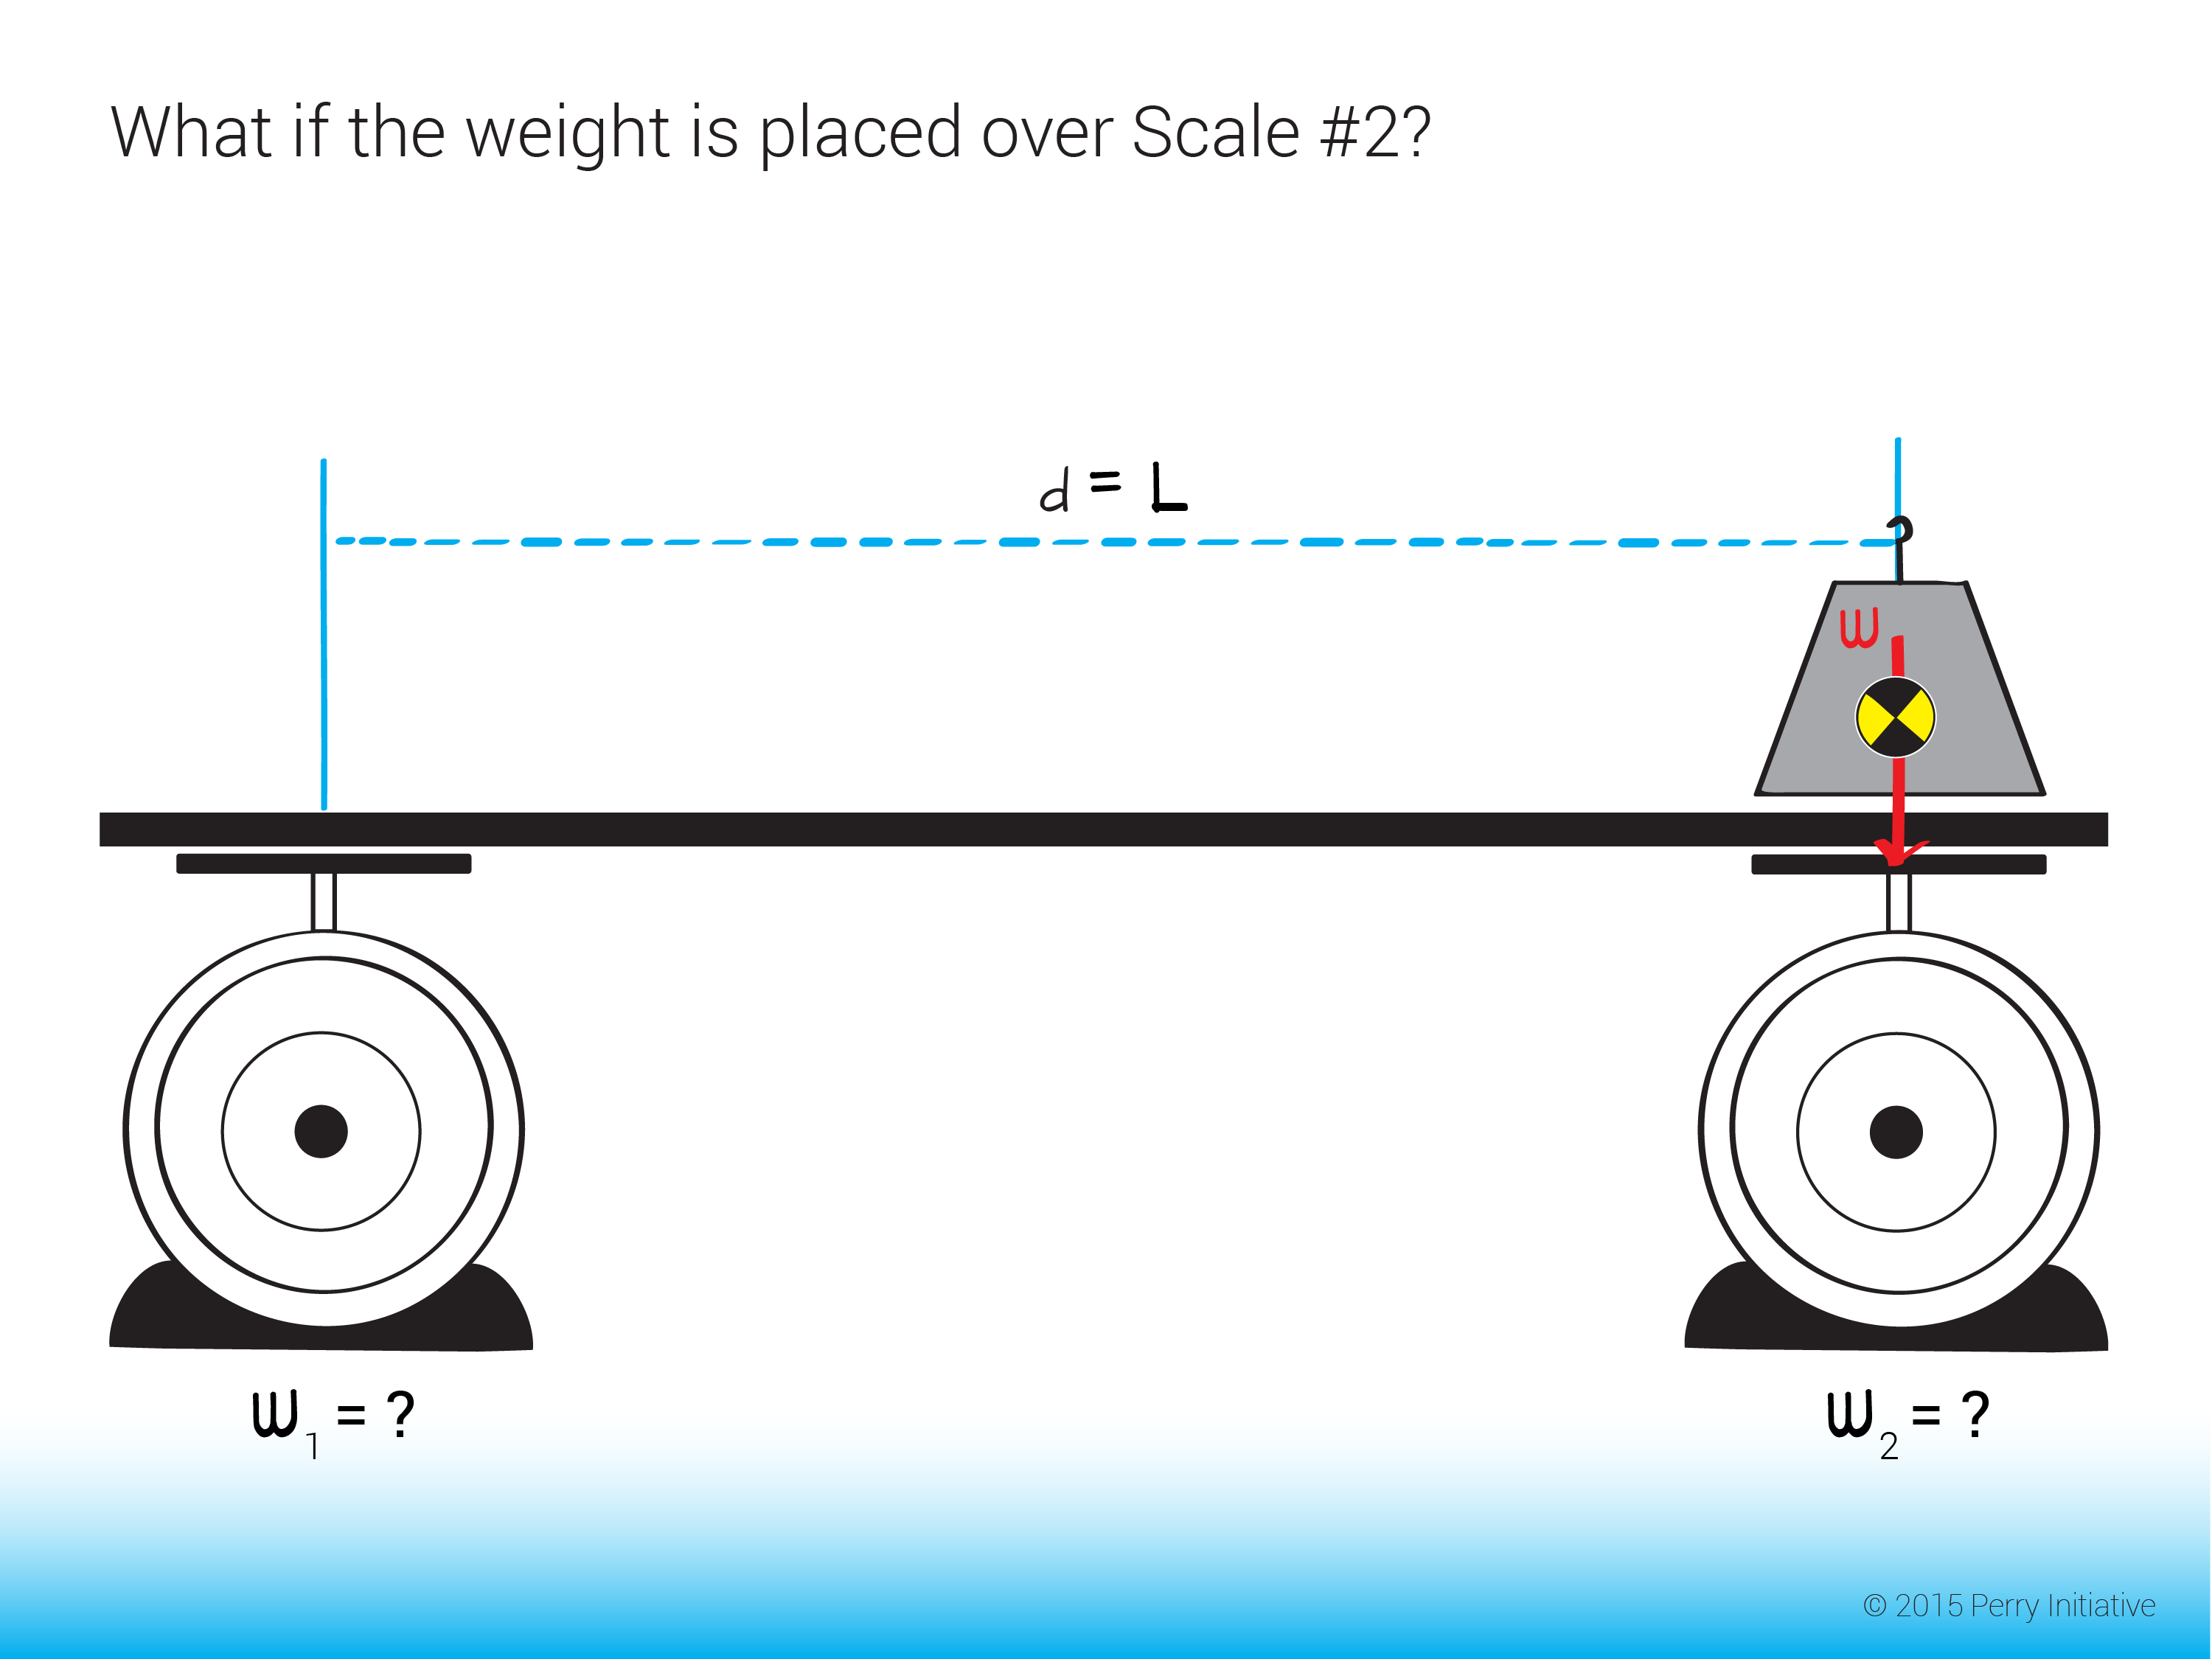 What if the weight is placed over Scale #2?
d = L
W
W1 = ?
W2 = ?
© 2015 Perry Initiative